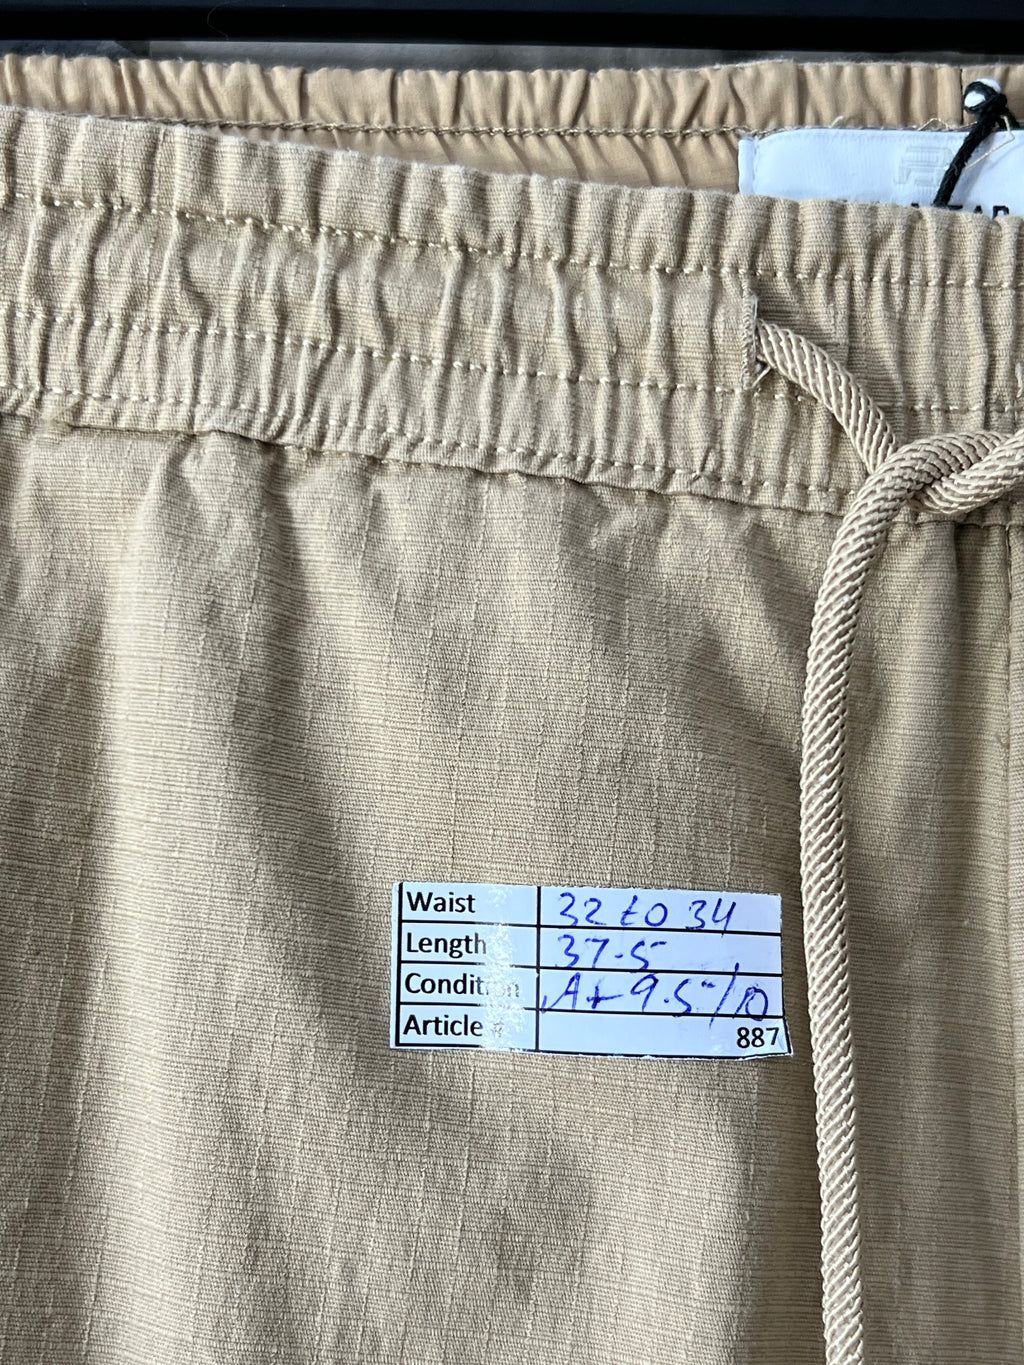 Waist 32 to 34
Length 37.5
Condition A+ 9.5/10
Article # 887